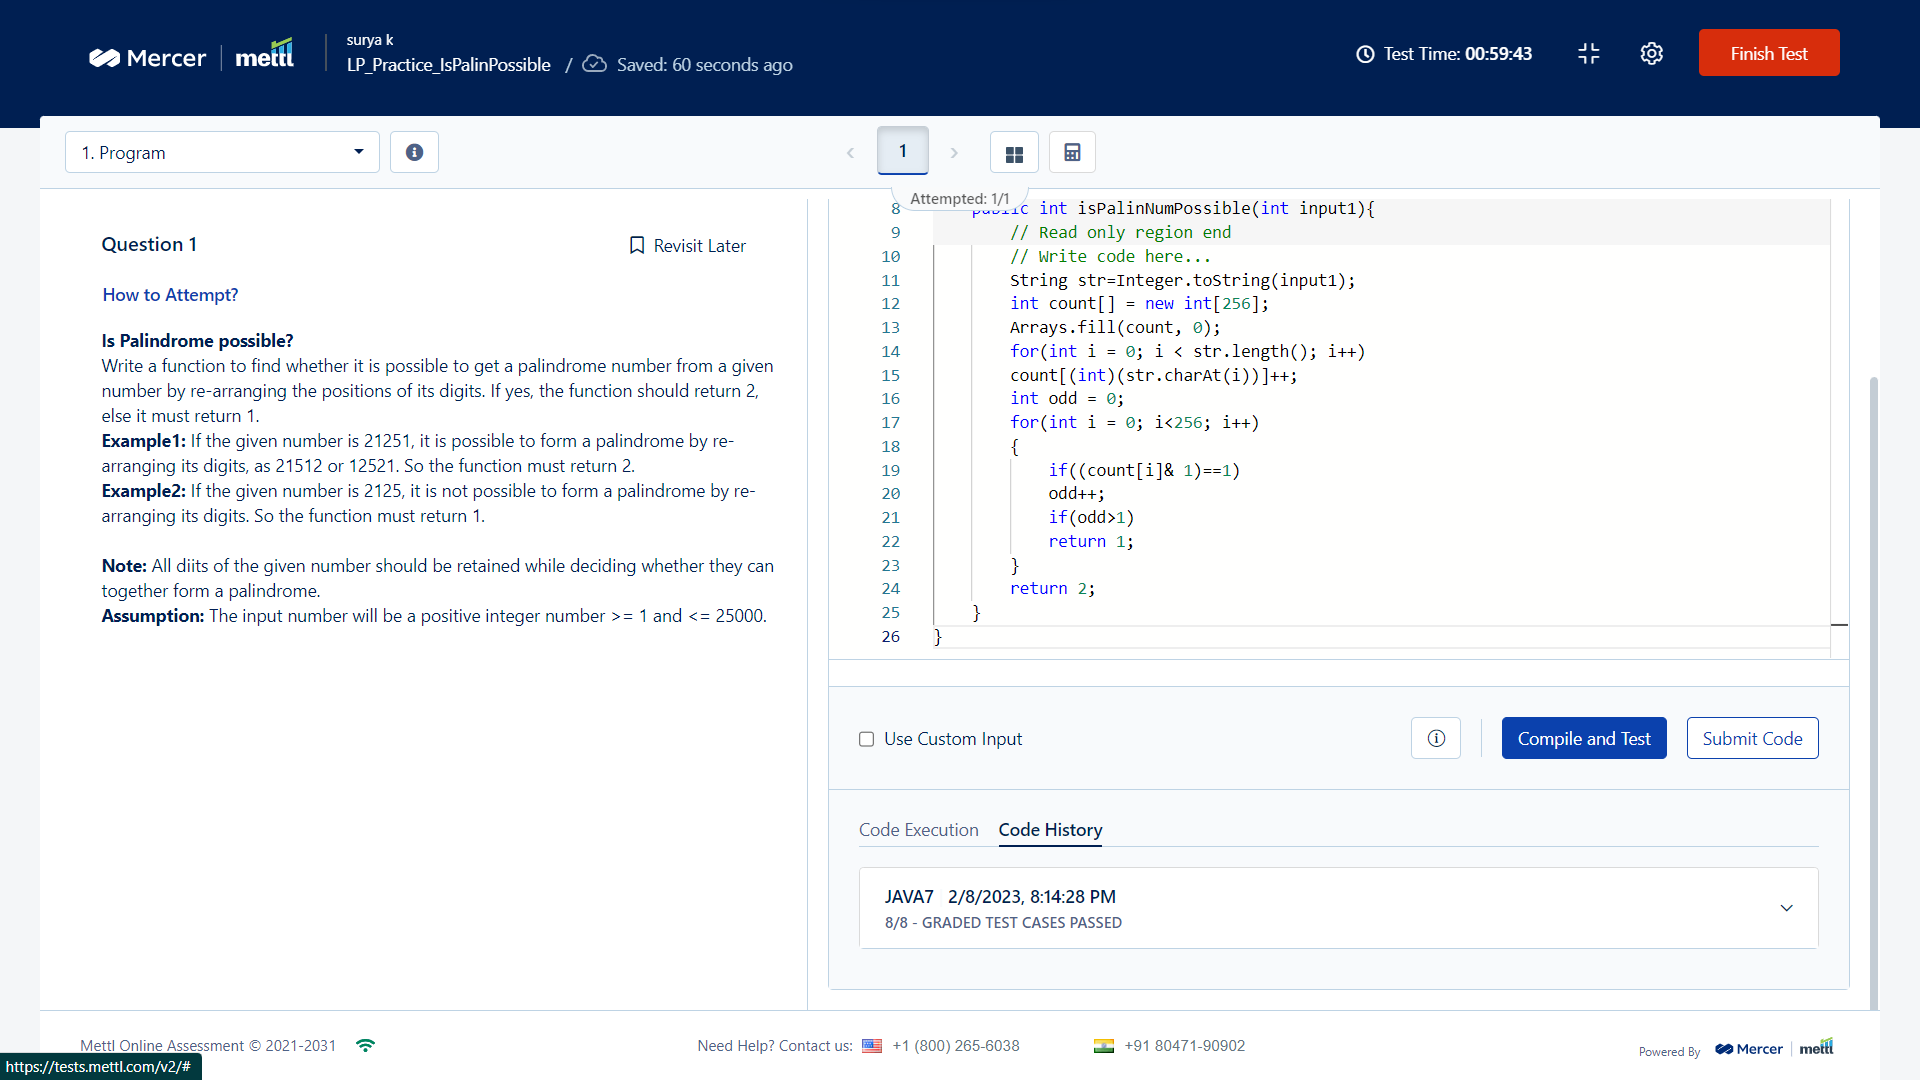 Mercer mettl
surya k
LP_Practice_IsPalinPossible / Saved: 60 seconds ago
Test Time: 00:59:43
Finish Test
1. Program
1
Attempted: 1/1
Question 1
Revisit Later
How to Attempt?
Is Palindrome possible?
Write a function to find whether it is possible to get a palindrome number from a given
number by re-arranging the positions of its digits. If yes, the function should return 2,
else it must return 1.
Example1: If the given number is 21251, it is possible to form a palindrome by re-
arranging its digits, as 21512 or 12521. So the function must return 2.
Example2: If the given number is 2125, it is not possible to form a palindrome by re-
arranging its digits. So the function must return 1.
Note: All diits of the given number should be retained while deciding whether they can
together form a palindrome.
Assumption: The input number will be a positive integer number >= 1 and <= 25000.
8 public int isPalinNumPossible(int input1){
9 // Read only region end
10 // Write code here...
11 String str=Integer.toString(input1);
12 int count[] = new int[256];
13 Arrays.fill(count, 0);
14 for(int i = 0; i < str.length(); i++)
15 count[(int)(str.charAt(i))]++;
16 int odd = 0;
17 for(int i = 0; i<256; i++)
18 {
19 if((count[i]& 1)==1)
20 odd++;
21 if(odd>1)
22 return 1;
23 }
24 return 2;
25 }
26 }
Use Custom Input
Compile and Test
Submit Code
Code Execution
Code History
JAVA7 2/8/2023, 8:14:28 PM
8/8 - GRADED TEST CASES PASSED
Mettl Online Assessment © 2021-2031
Need Help? Contact us: +1 (800) 265-6038
+91 80471-90902
Powered By Mercer mettl
https://tests.mettl.com/v2/#